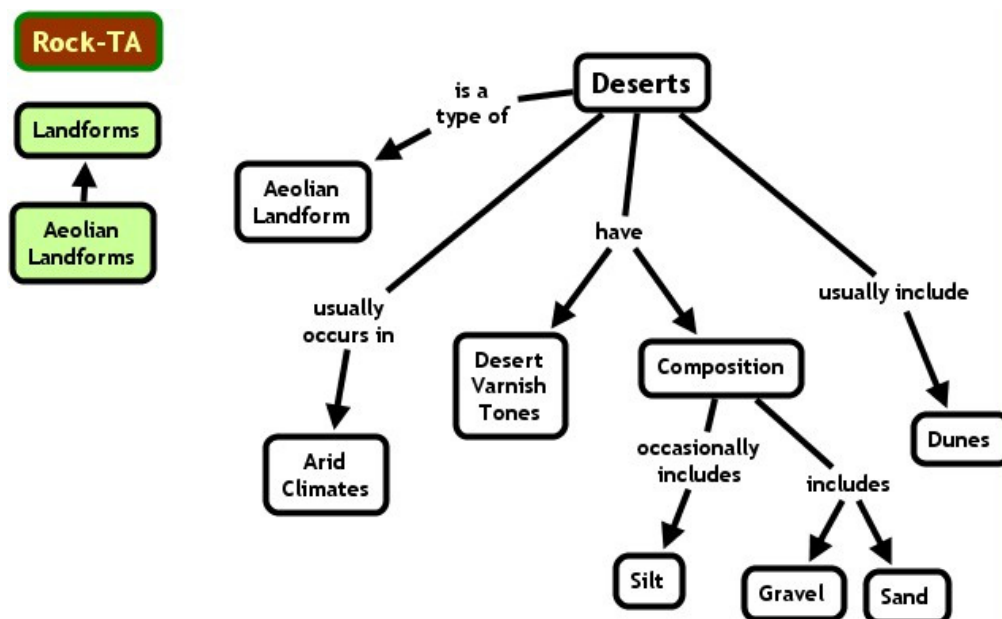 Rock-TA
Landforms
Aeolian
Landforms
Deserts
is a
type of
Aeolian
Landform
have
usually
occurs in
usually include
Desert
Varnish
Tones
Composition
Arid
Climates
occasionally
includes
includes
Dunes
Silt
Gravel
Sand